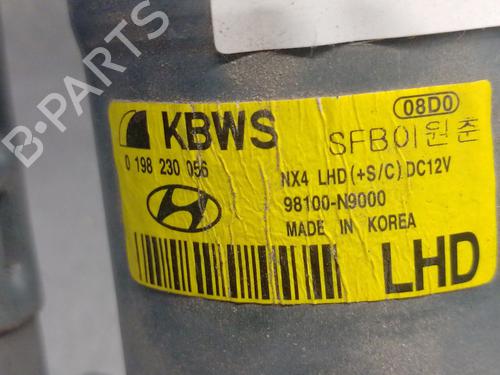 08D0
KBWS
SFB이원춘
0 198 230 056
NX4 LHD(+S/C)DC12V
98100-N9000
MADE IN KOREA
LHD
B-PARTS